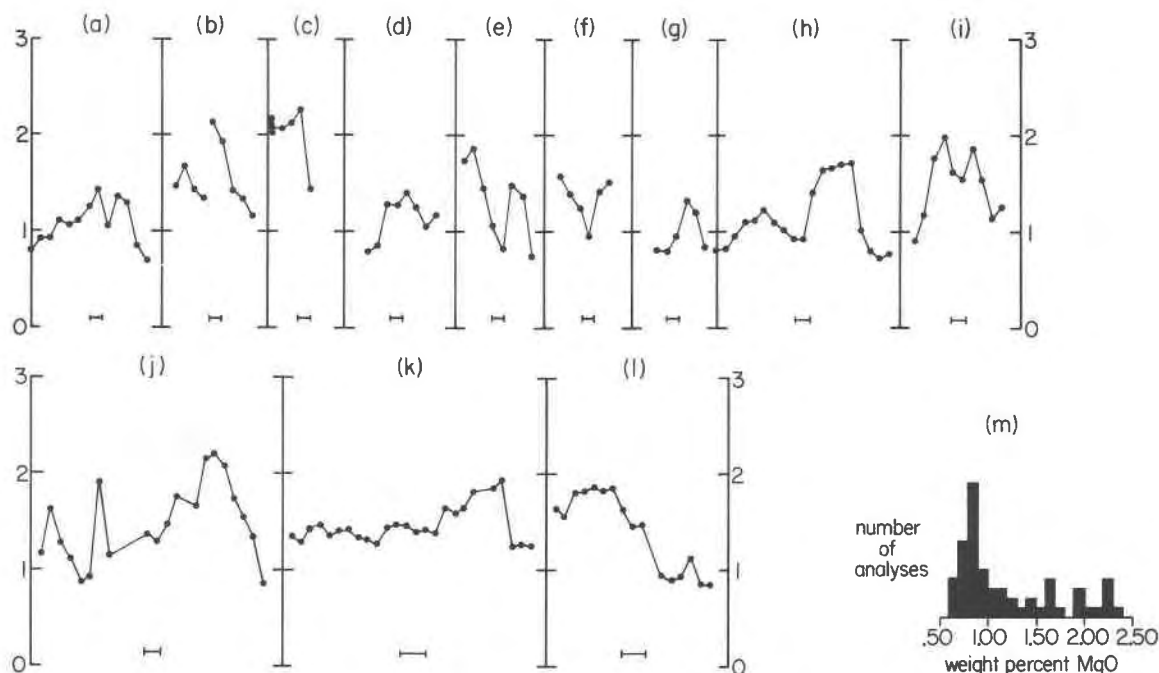 (a) (b) (c) (d) (e) (f) (g) (h) (i)
3 3
2 2
1 1
0 0
(j) (k) (l)
3 3
2 2
1 1
0 0
(m)
number
of
analyses
.50 1.00 1.50 2.00 2.50
weight percent MgO